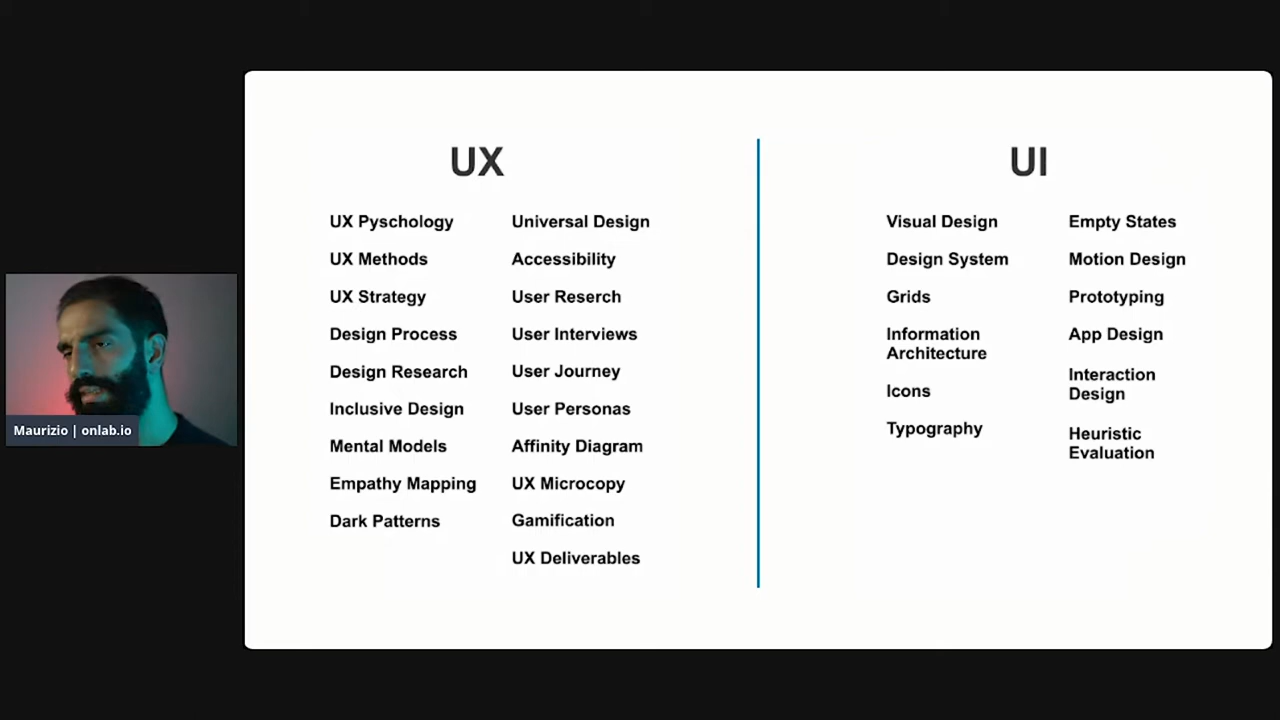 UX
UX Pyschology
UX Methods
UX Strategy
Design Process
Design Research
Inclusive Design
Mental Models
Empathy Mapping
Dark Patterns
Universal Design
Accessibility
User Reserch
User Interviews
User Journey
User Personas
Affinity Diagram
UX Microcopy
Gamification
UX Deliverables
UI
Visual Design
Design System
Grids
Information
Architecture
Icons
Typography
Empty States
Motion Design
Prototyping
App Design
Interaction
Design
Heuristic
Evaluation
Maurizio | onlab.io